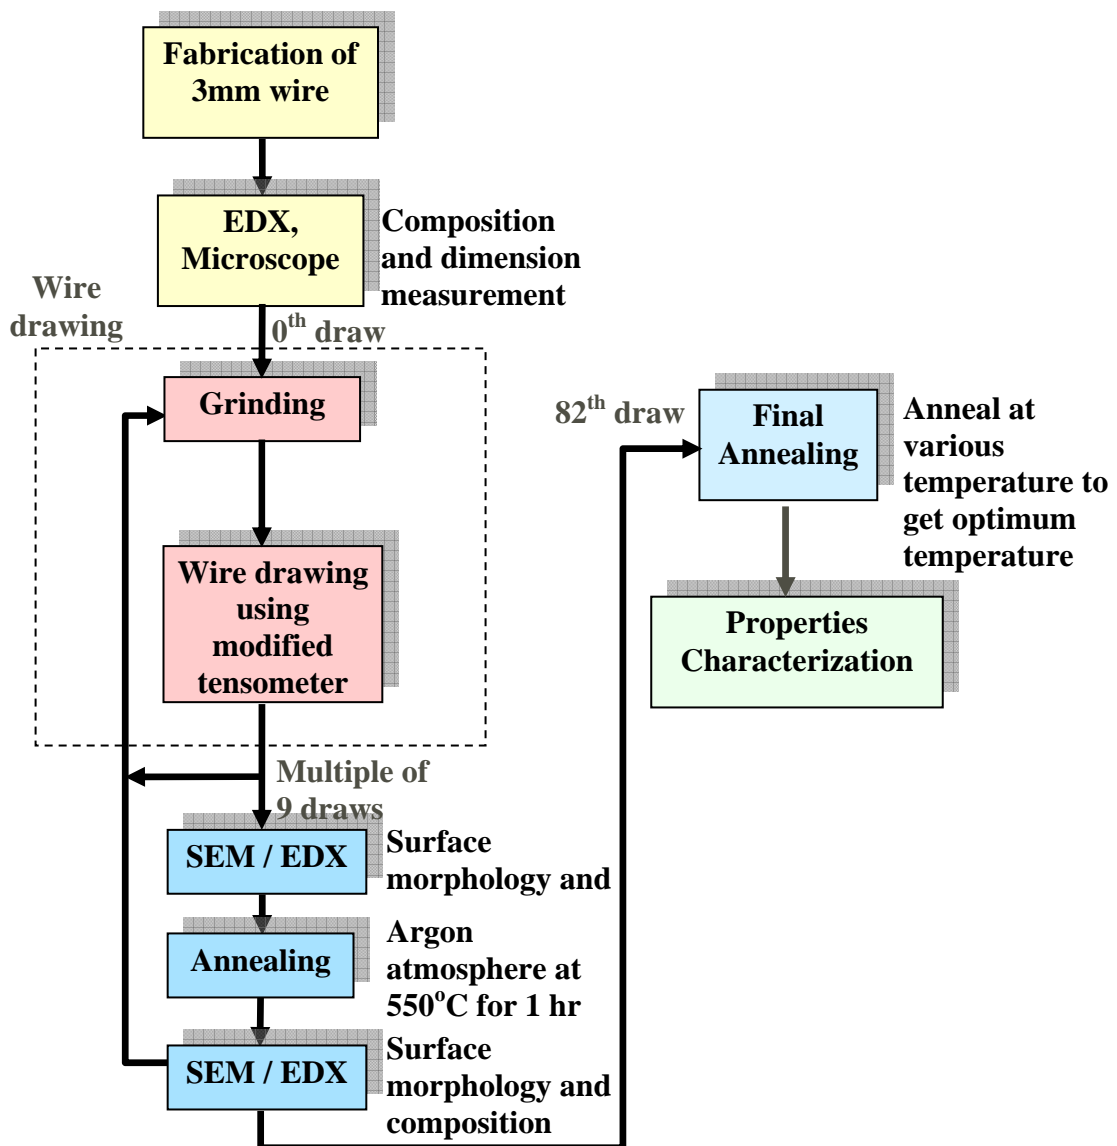 Fabrication of
3mm wire
EDX,
Microscope
Composition
and dimension
measurement
Wire
drawing
0th draw
Grinding
Wire drawing
using
modified
tensometer
Multiple of
9 draws
SEM / EDX
Surface
morphology and
Annealing
Argon
atmosphere at
550oC for 1 hr
SEM / EDX
Surface
morphology and
composition
82th draw
Final
Annealing
Anneal at
various
temperature to
get optimum
temperature
Properties
Characterization